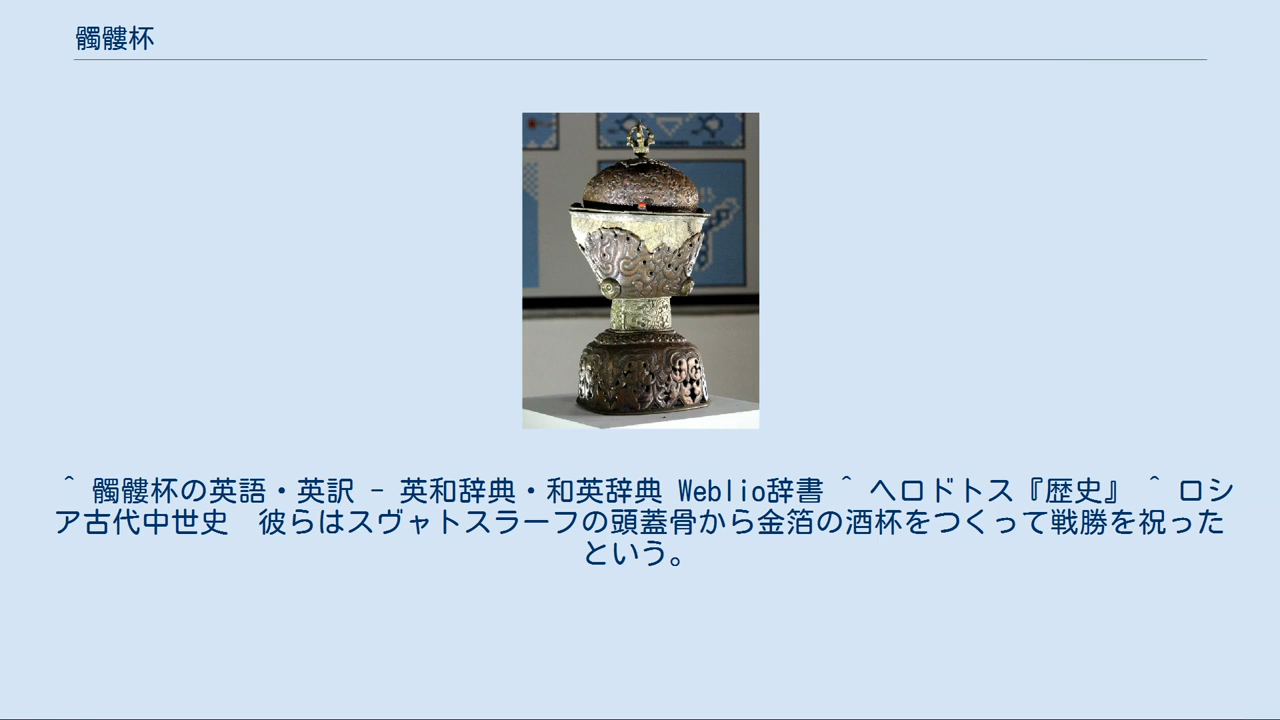 髑髏杯
^ 髑髏杯の英語・英訳 - 英和辞典・和英辞典 Weblio辞書 ^ ヘロドトス『歴史』 ^ ロシ
ア古代中世史　彼らはスヴャトスラーフの頭蓋骨から金箔の酒杯をつくって戦勝を祝った
という。